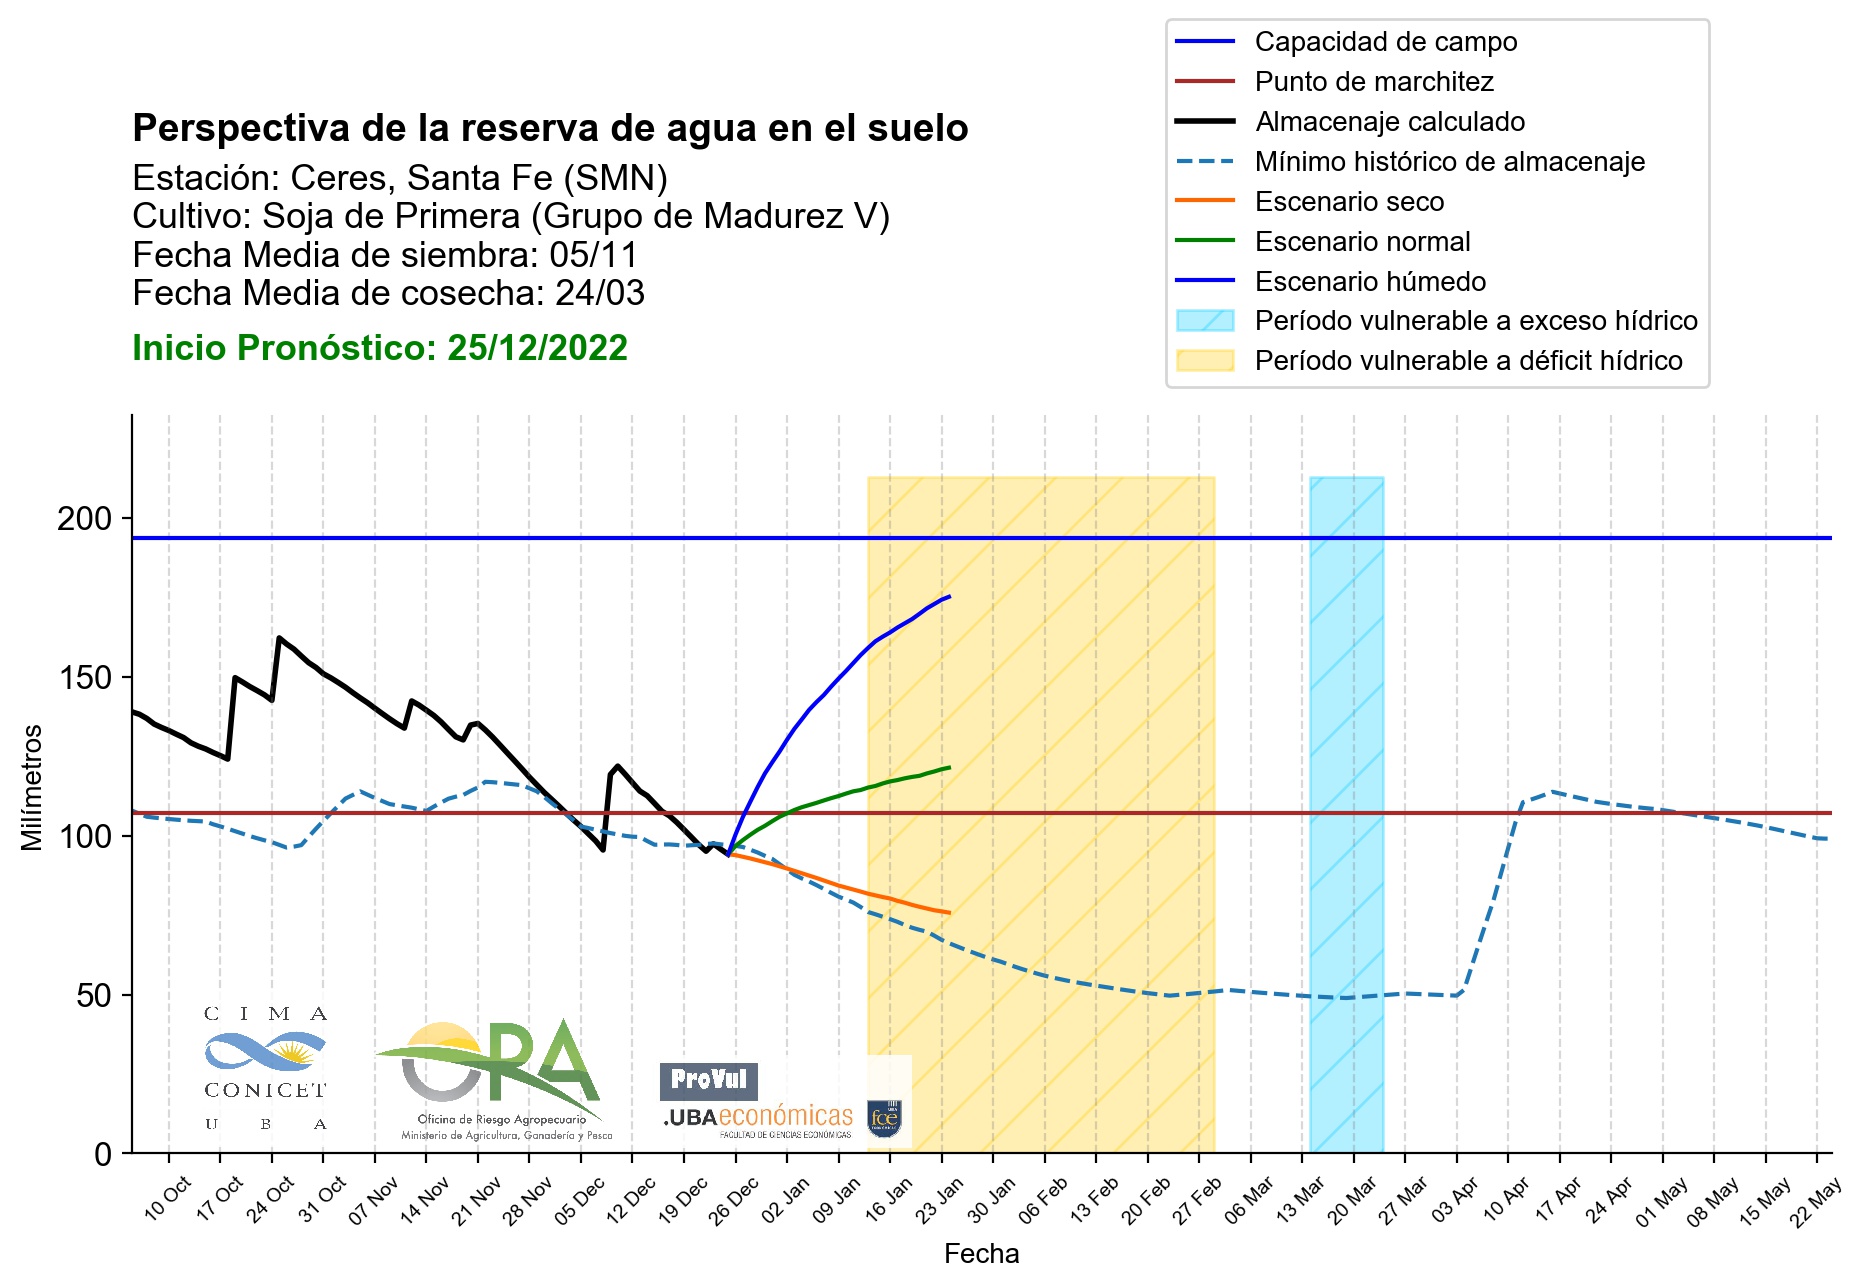 Capacidad de campo
Punto de marchitez
Almacenaje calculado
Mínimo histórico de almacenaje
Escenario seco
Escenario normal
Escenario húmedo
Período vulnerable a exceso hídrico
Período vulnerable a déficit hídrico
Perspectiva de la reserva de agua en el suelo
Estación: Ceres, Santa Fe (SMN)
Cultivo: Soja de Primera (Grupo de Madurez V)
Fecha Media de siembra: 05/11
Fecha Media de cosecha: 24/03
Inicio Pronóstico: 25/12/2022
Milímetros
200
150
100
50
0
CIMA
CONICET
UBA
ORA
Oficina de Riesgo Agropecuario
Ministerio de Agricultura, Ganadería y Pesca
ProVul
.UBAeconómicas
FACULTAD DE CIENCIAS ECONÓMICAS
UBA
fce
ECONÓMICAS
10 Oct
17 Oct
24 Oct
31 Oct
07 Nov
14 Nov
21 Nov
28 Nov
05 Dec
12 Dec
19 Dec
26 Dec
02 Jan
09 Jan
16 Jan
23 Jan
30 Jan
06 Feb
13 Feb
20 Feb
27 Feb
06 Mar
13 Mar
20 Mar
27 Mar
03 Apr
10 Apr
17 Apr
24 Apr
01 May
08 May
15 May
22 May
Fecha